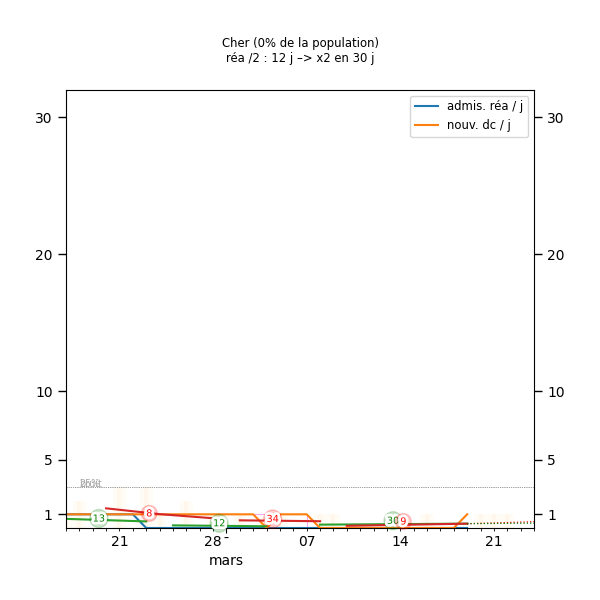 Cher (0% de la population)
réa /2 : 12 j –> x2 en 30 j
admis. réa / j
nouv. dc / j
30 30
20 20
10 10
5 5
1 1
13 8 12 34 30 9
21 28 - 07 14 21
mars